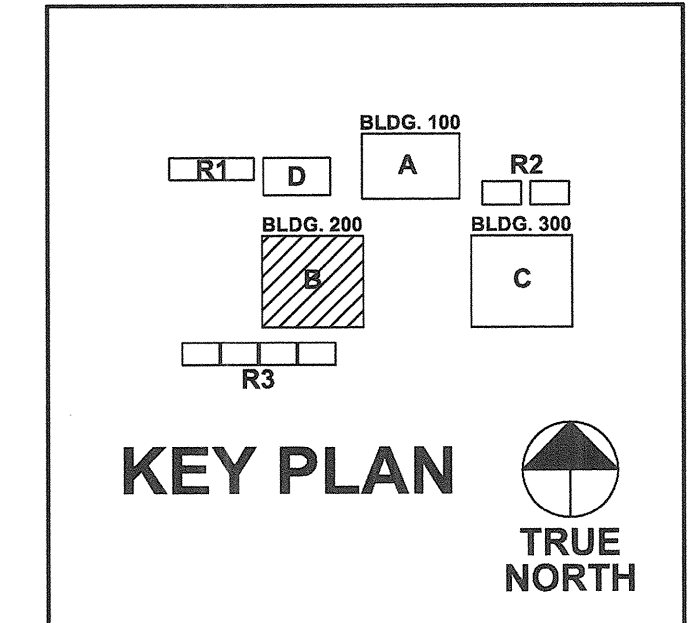 BLDG. 100
R1
D
A
R2
BLDG. 200
BLDG. 300
B
C
R3
KEY PLAN
TRUE
NORTH